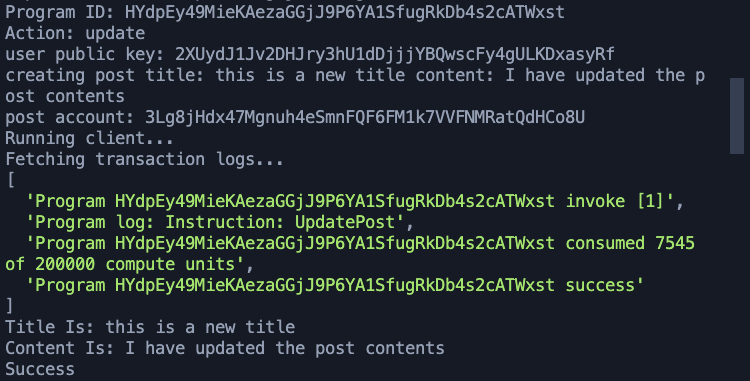 Program ID: HYdpEy49MieKAezaGGjJ9P6YA1SfugRkDb4s2cATWxst
Action: update
user public key: 2XUydJ1Jv2DHJry3hU1dDjjjYBQwscFy4gULKDxasyRf
creating post title: this is a new title content: I have updated the p
ost contents
post account: 3Lg8jHdx47Mgnuh4eSmnFQF6FM1k7VVFNMRatQdHCo8U
Running client...
Fetching transaction logs...
[
  'Program HYdpEy49MieKAezaGGjJ9P6YA1SfugRkDb4s2cATWxst invoke [1]',
  'Program log: Instruction: UpdatePost',
  'Program HYdpEy49MieKAezaGGjJ9P6YA1SfugRkDb4s2cATWxst consumed 7545
of 200000 compute units',
  'Program HYdpEy49MieKAezaGGjJ9P6YA1SfugRkDb4s2cATWxst success'
]
Title Is: this is a new title
Content Is: I have updated the post contents
Success